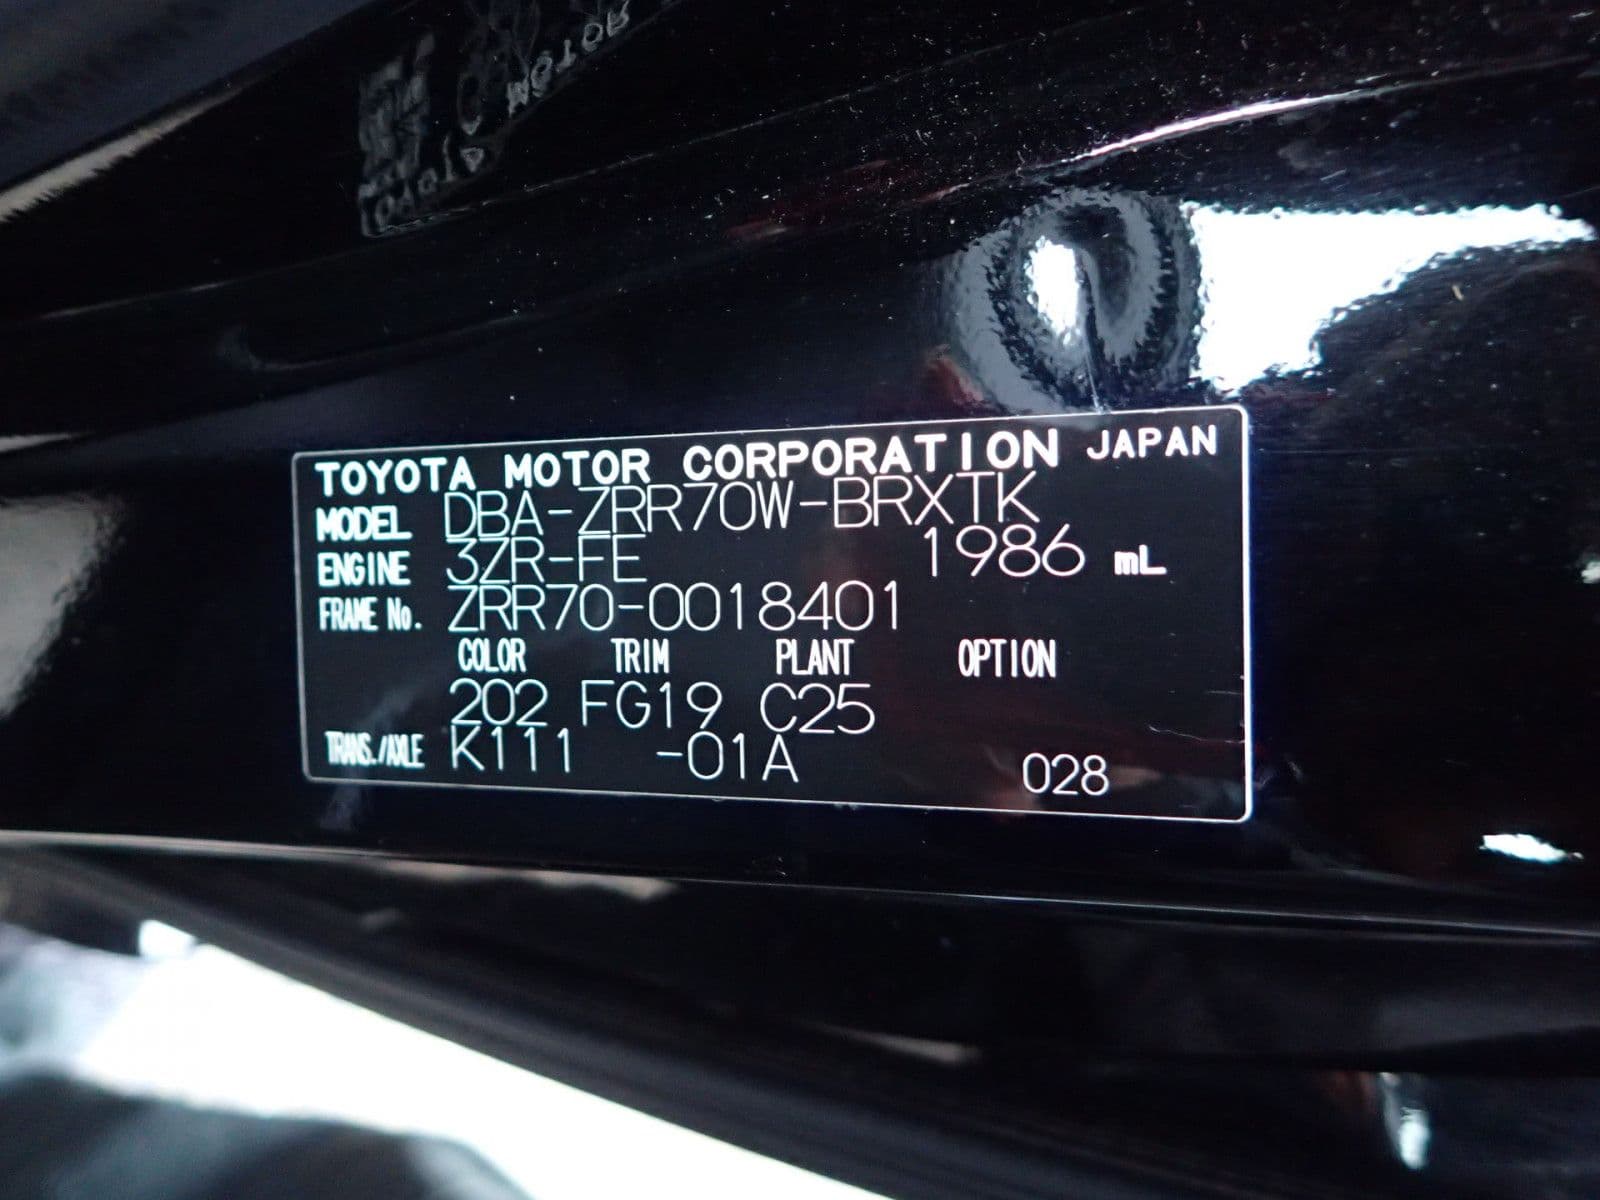 TOYOTA MOTOR CORPORATION JAPAN
MODEL DBA-ZRR70W-BRXTK
ENGINE 3ZR-FE 1986 mL
FRAME No. ZRR70-0018401
COLOR TRIM PLANT OPTION
202 FG19 C25
TRANS./AXLE K111 -01A 028